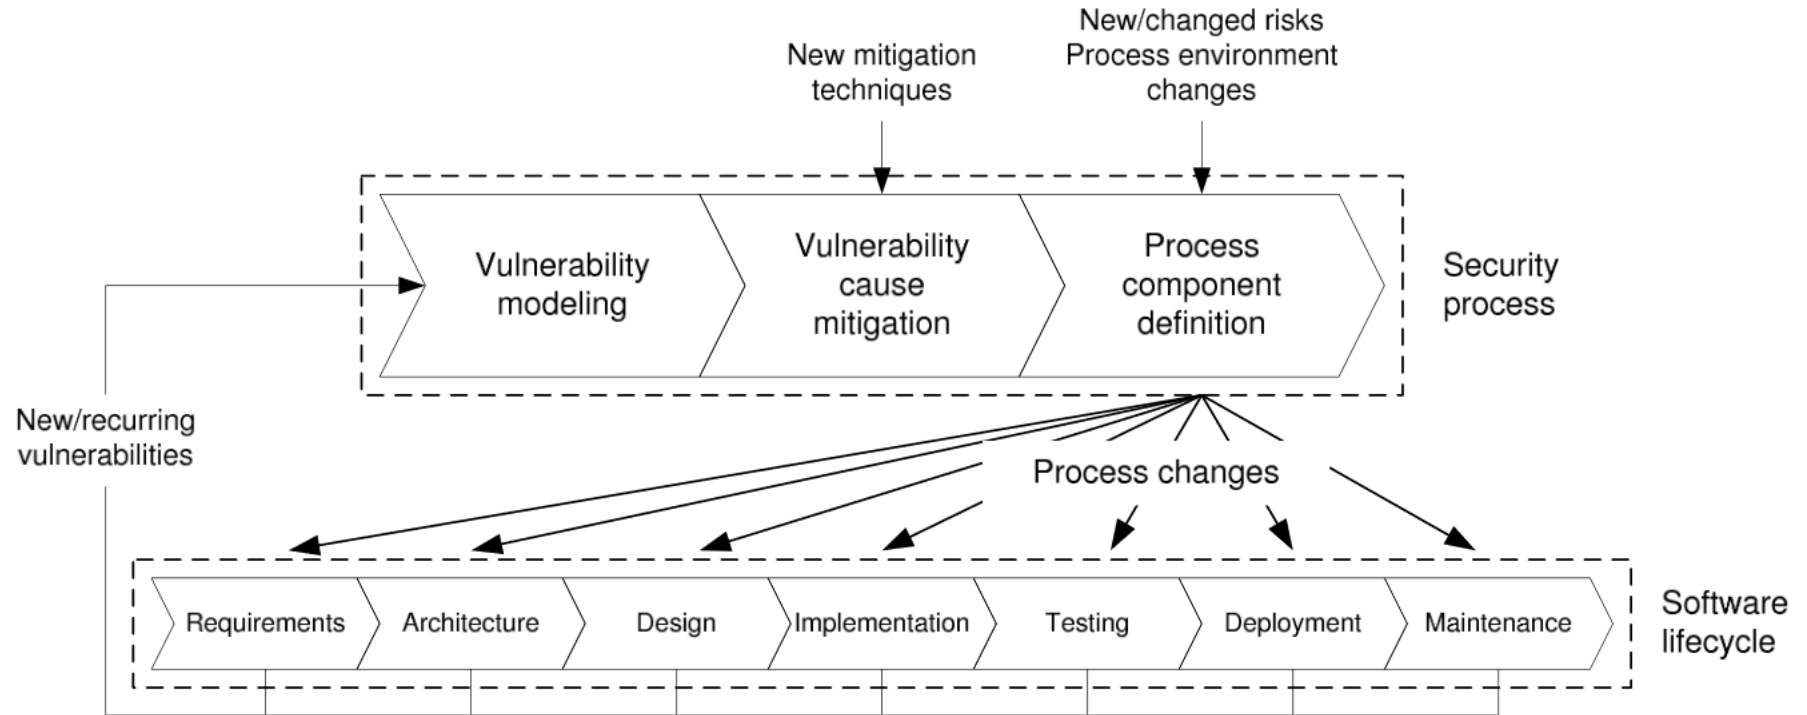 New mitigation
techniques
New/changed risks
Process environment
changes
Vulnerability
modeling
Vulnerability
cause
mitigation
Process
component
definition
Security
process
New/recurring
vulnerabilities
Process changes
Requirements
Architecture
Design
Implementation
Testing
Deployment
Maintenance
Software
lifecycle